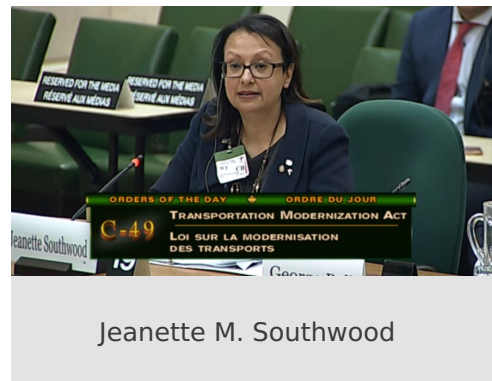 RESERVED FOR THE MEDIA
RÉSERVÉ AUX MÉDIAS
RESERVED FOR THE MEDIA
RÉSERVÉ AUX MÉDIAS
ORDERS OF THE DAY ORDRE DU JOUR
C-49
TRANSPORTATION MODERNIZATION ACT
LOI SUR LA MODERNISATION
DES TRANSPORTS
Jeanette Southwood
19
Jeanette M. Southwood